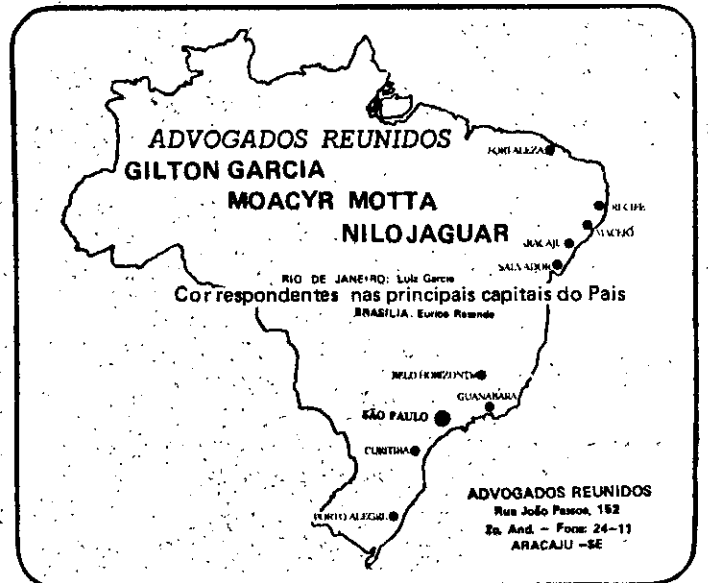 ADVOGADOS REUNIDOS
GILTON GARCIA
MOACYR MOTTA
NILO JAGUAR
FORTALEZA
RECIFE
MACEIÓ
ARACAJU
SALVADOR
RIO DE JANEIRO: Luiz Garcia
Correspondentes nas principais capitais do Pais
BRASÍLIA: Eurico Rezende
BELO HORIZONTE
GUANABARA
SÃO PAULO
CURITIBA
PORTO ALEGRE
ADVOGADOS REUNIDOS
Rua João Pessoa, 152
2o. And. – Fone: 24-11
ARACAJU – SE